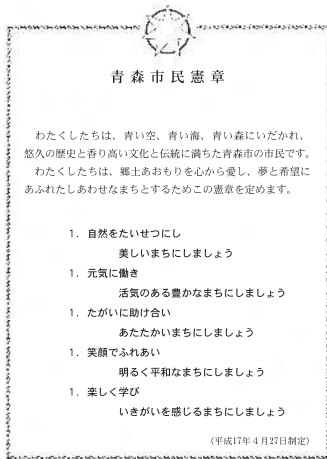 青森市民憲章
わたくしたちは、青い空、青い海、青い森にいだかれ、
悠久の歴史と香り高い文化と伝統に満ちた青森市の市民です。
わたくしたちは、郷土あおもりを心から愛し、夢と希望に
あふれたしあわせなまちとするためこの憲章を定めます。
1. 自然をたいせつにし
美しいまちにしましょう
1. 元気に働き
活気のある豊かなまちにしましょう
1. たがいに助け合い
あたたかいまちにしましょう
1. 笑顔でふれあい
明るく平和なまちにしましょう
1. 楽しく学び
いきがいを感じるまちにしましょう
（平成17年４月27日制定）